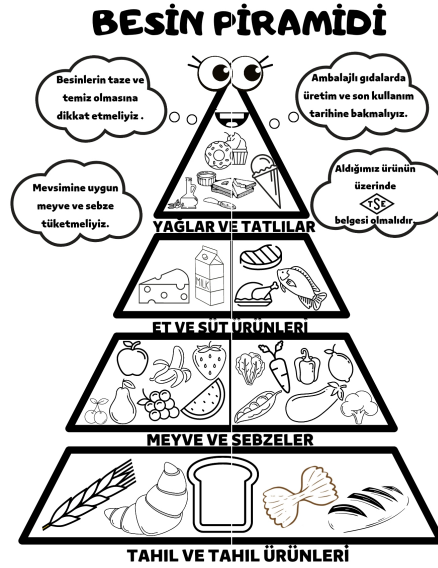 BESİN PİRAMİDİ
Besinlerin taze ve
temiz olmasına
dikkat etmeliyiz .
Ambalajlı gıdalarda
üretim ve son kullanım
tarihine bakmalıyız.
Mevsimine uygun
meyve ve sebze
tüketmeliyiz.
Aldığımız ürünün
üzerinde
TSE
belgesi olmalıdır.
YAĞLAR VE TATLILAR
MILK
ET VE SÜT ÜRÜNLERİ
MEYVE VE SEBZELER
TAHIL VE TAHIL ÜRÜNLERİ